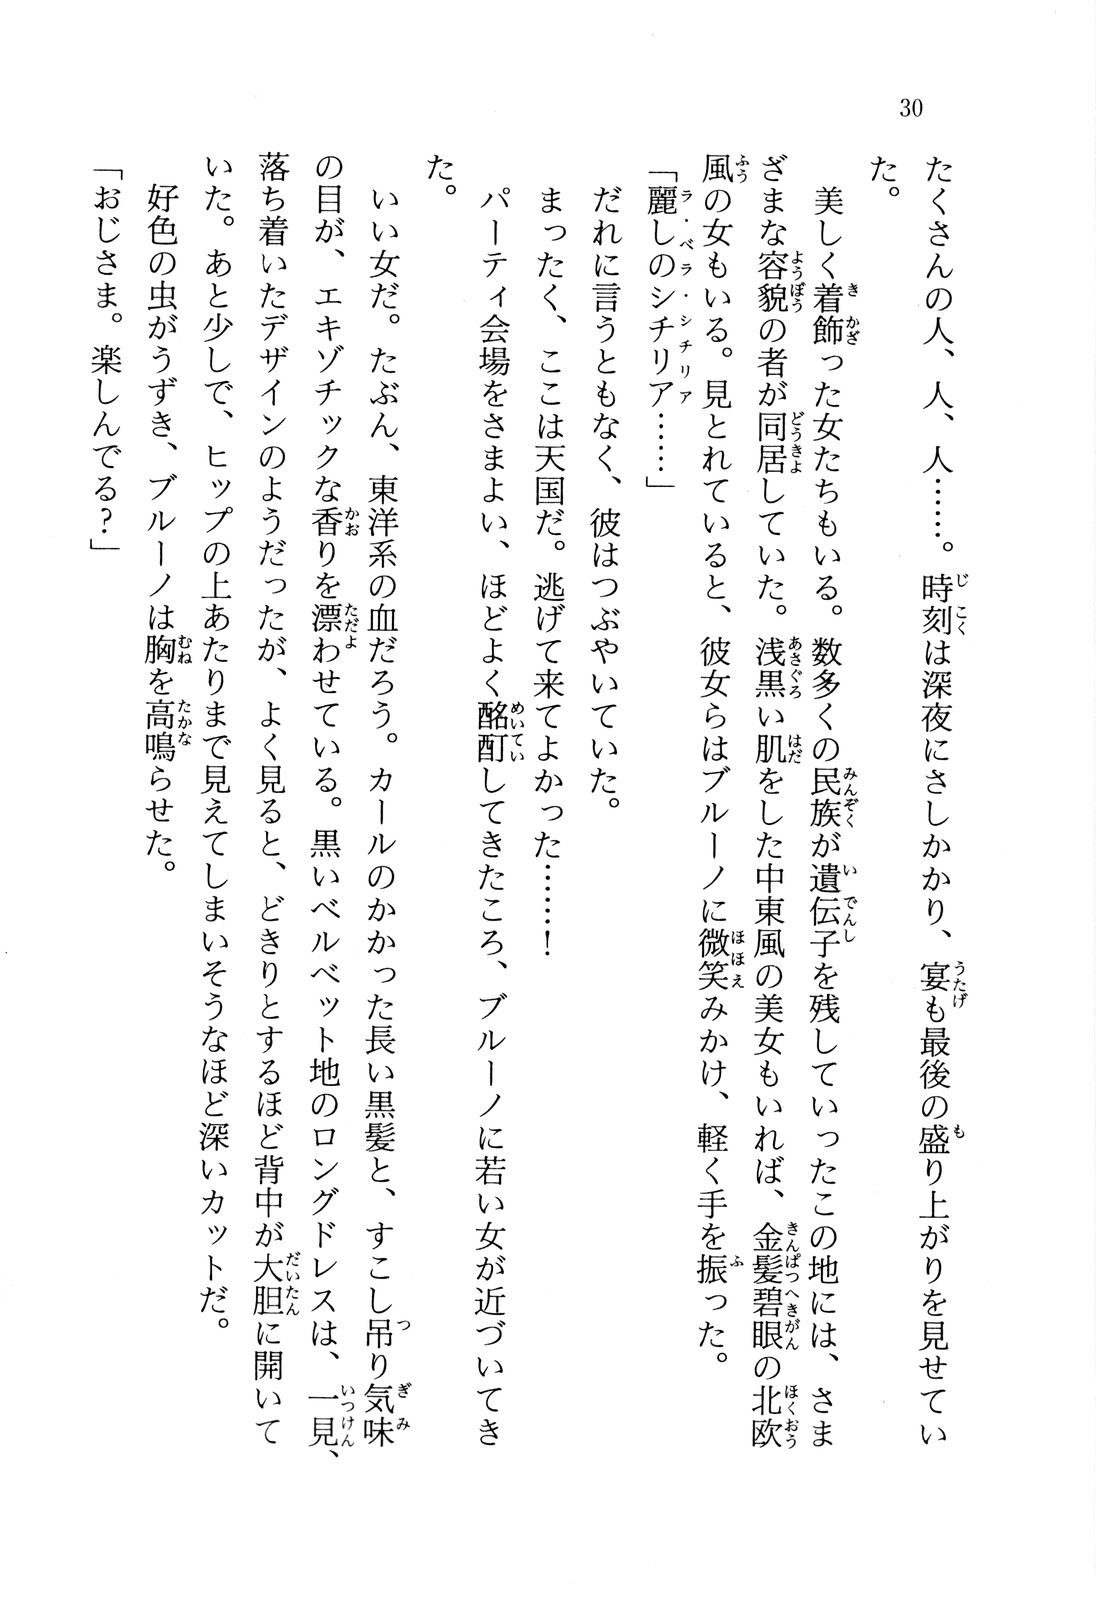 30
たくさんの人、人、人……。時刻は深夜にさしかかり、宴も最後の盛り上がりを見せてい
た。
美しく着飾った女たちもいる。数多くの民族が遺伝子を残していったこの地には、さま
ざまな容貌の者が同居していた。浅黒い肌をした中東風の美女もいれば、金髪碧眼の北欧
風の女もいる。見とれていると、彼女らはブルーノに微笑みかけ、軽く手を振った。
「麗しのシチリア……」
だれに言うともなく、彼はつぶやいていた。
まったく、ここは天国だ。逃げて来てよかった……！
パーティ会場をさまよい、ほどよく酩酊してきたころ、ブルーノに若い女が近づいてき
た。
いい女だ。たぶん、東洋系の血だろう。カールのかかった長い黒髪と、すこし吊り気味
の目が、エキゾチックな香りを漂わせている。黒いベルベット地のロングドレスは、一見、
落ち着いたデザインのようだったが、よく見ると、どきりとするほど背中が大胆に開いて
いた。あと少しで、ヒップの上あたりまで見えてしまいそうなほど深いカットだ。
好色の虫がうずき、ブルーノは胸を高鳴らせた。
「おじさま。楽しんでる？」